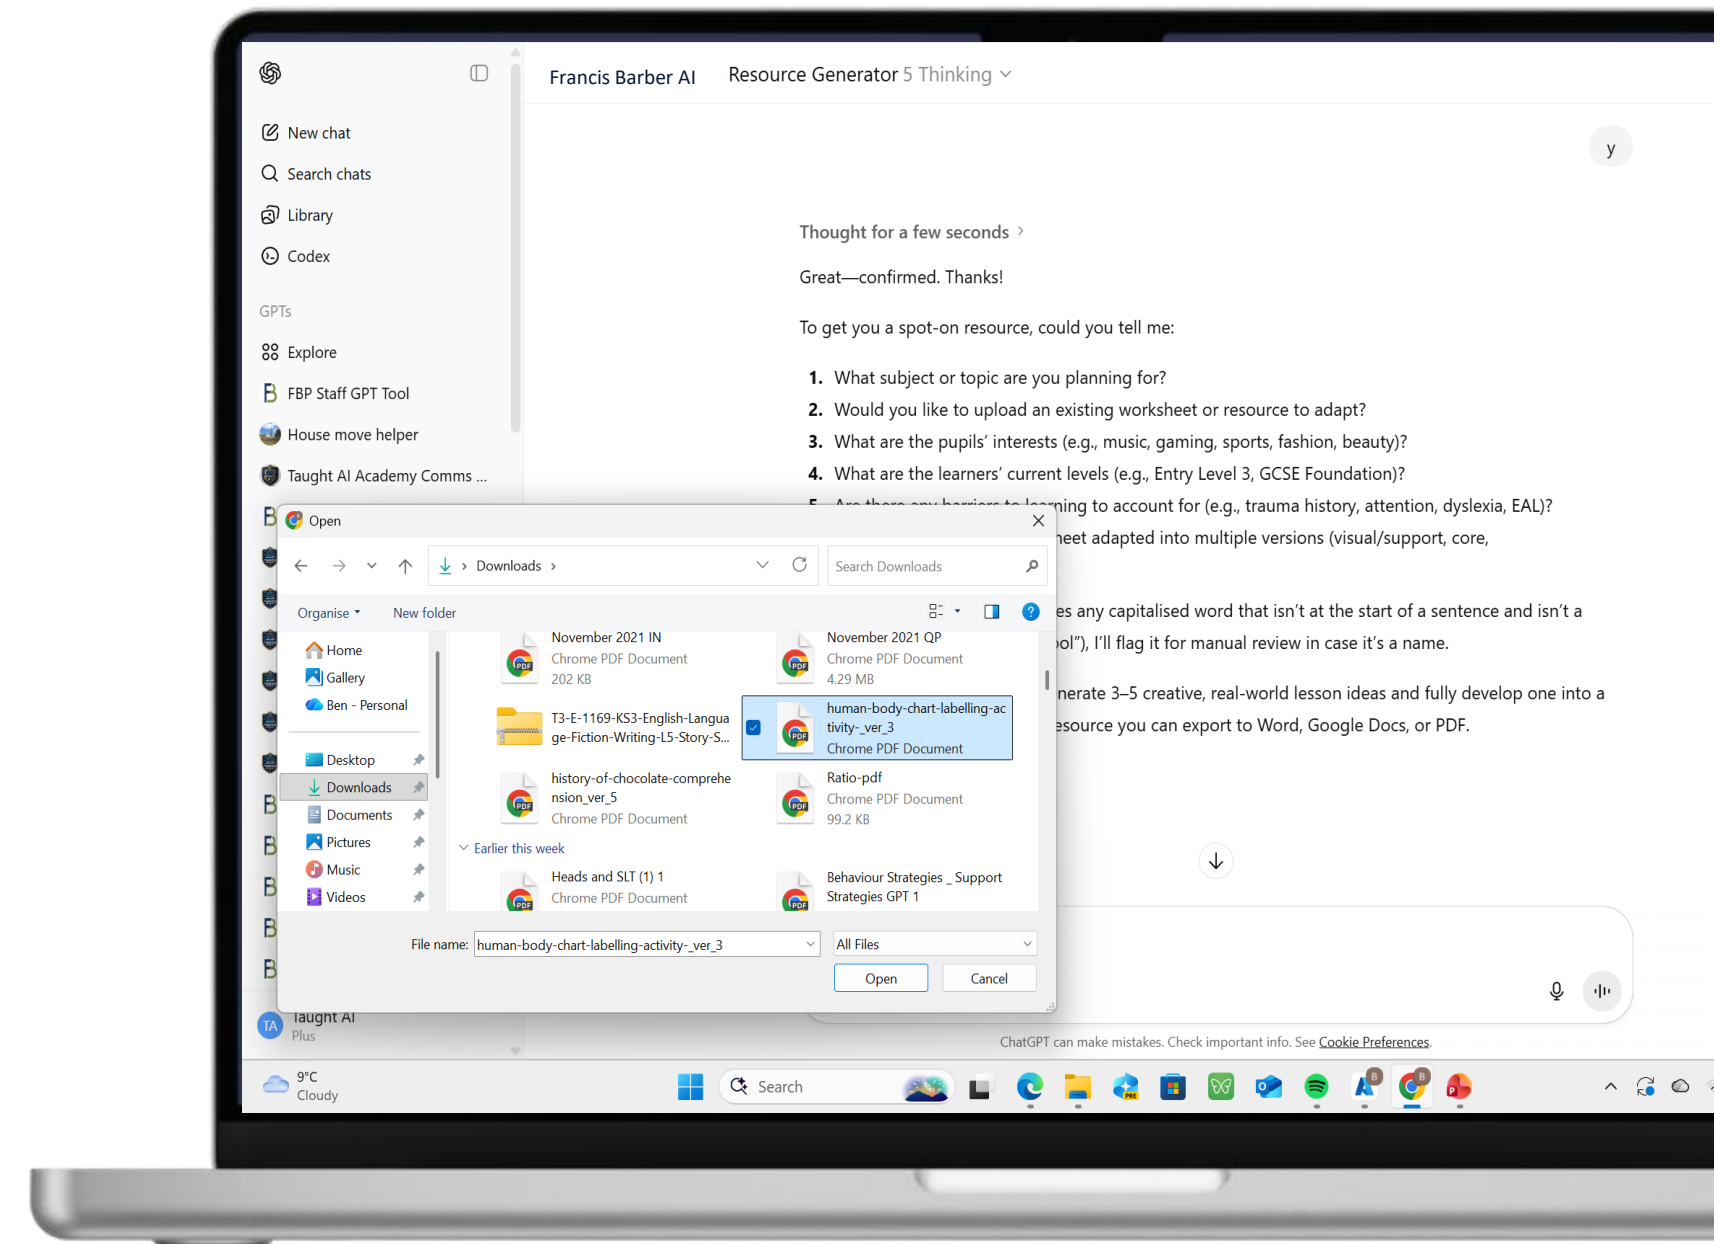 Francis Barber AI
Resource Generator 5 Thinking
New chat
Search chats
Library
Codex
GPTs
Explore
FBP Staff GPT Tool
House move helper
Taught AI Academy Comms ...
Taught AI
TA
Plus
y
Thought for a few seconds
Great—confirmed. Thanks!
To get you a spot-on resource, could you tell me:
1. What subject or topic are you planning for?
2. Would you like to upload an existing worksheet or resource to adapt?
3. What are the pupils' interests (e.g., music, gaming, sports, fashion, beauty)?
4. What are the learners' current levels (e.g., Entry Level 3, GCSE Foundation)?
5. Are there any barriers to learning to account for (e.g., trauma history, attention, dyslexia, EAL)?
adapted into multiple versions (visual/support, core,
any capitalised word that isn't at the start of a sentence and isn't a
I'll flag it for manual review in case it's a name.
3–5 creative, real-world lesson ideas and fully develop one into a
you can export to Word, Google Docs, or PDF.
Open
Downloads
Search Downloads
Organise
New folder
Home
Gallery
Ben - Personal
Desktop
Downloads
Documents
Pictures
Music
Videos
November 2021 IN
Chrome PDF Document
202 KB
November 2021 QP
Chrome PDF Document
4.29 MB
T3-E-1169-KS3-English-Langua
ge-Fiction-Writing-L5-Story-S...
human-body-chart-labelling-ac
tivity-_ver_3
Chrome PDF Document
history-of-chocolate-comprehe
nsion_ver_5
Chrome PDF Document
Ratio-pdf
Chrome PDF Document
99.2 KB
Earlier this week
Heads and SLT (1) 1
Chrome PDF Document
Behaviour Strategies _ Support
Strategies GPT 1
File name: human-body-chart-labelling-activity-_ver_3
All Files
Open
Cancel
ChatGPT can make mistakes. Check important info. See Cookie Preferences.
9°C
Cloudy
Search